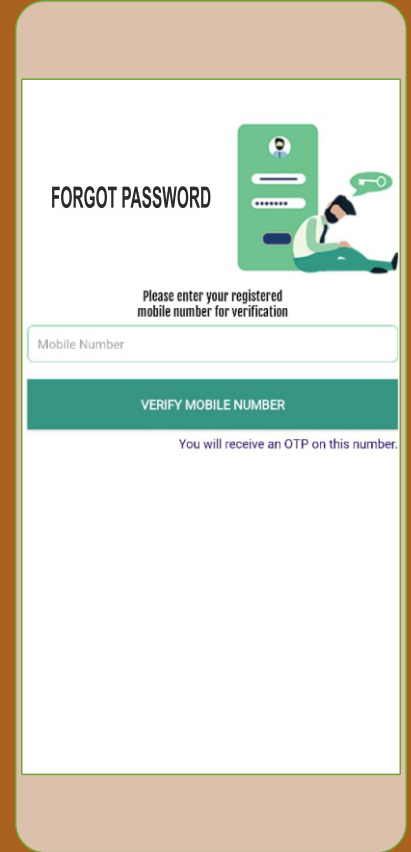 FORGOT PASSWORD
Please enter your registered
mobile number for verification
Mobile Number
VERIFY MOBILE NUMBER
You will receive an OTP on this number.